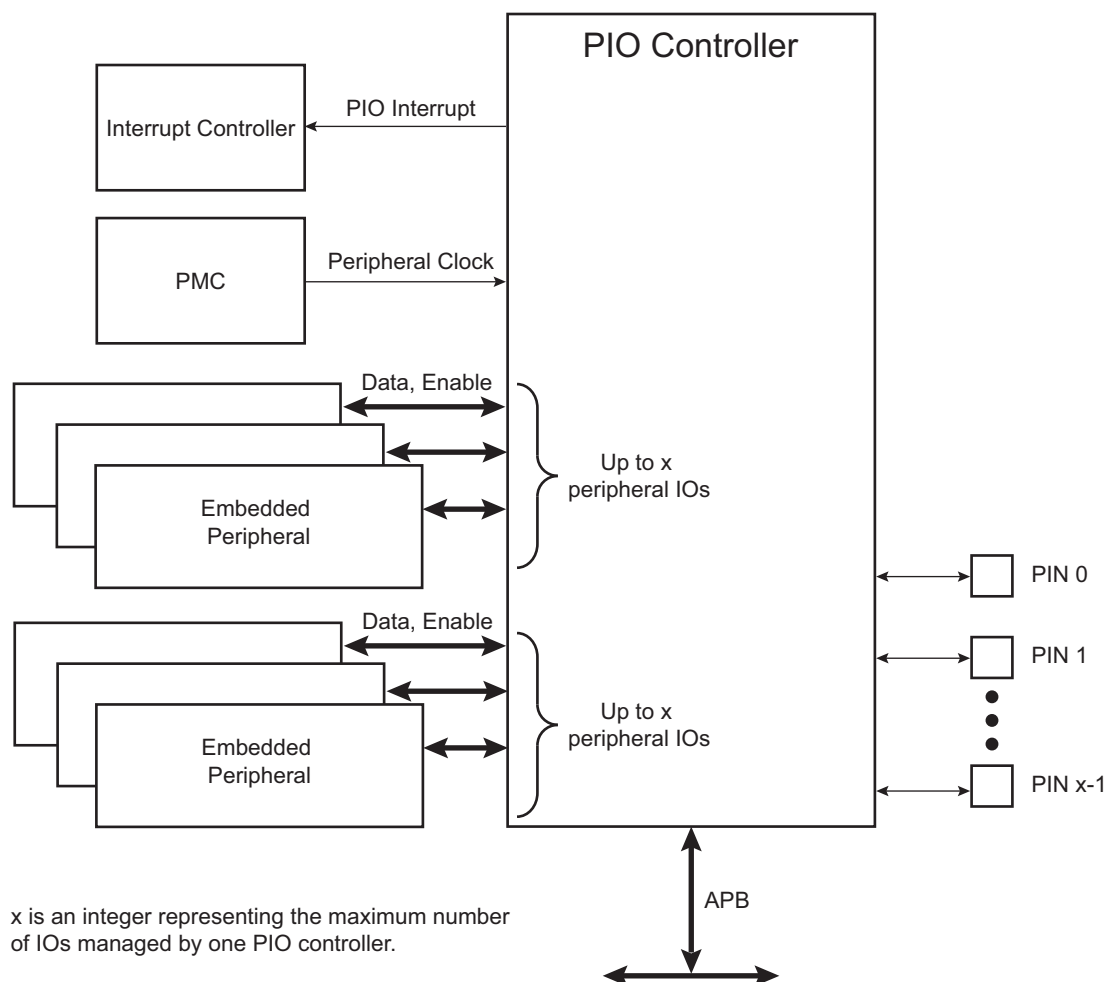 PIO Controller
PIO Interrupt
Interrupt Controller
Peripheral Clock
PMC
Data, Enable
Up to x
peripheral IOs
Embedded
Peripheral
PIN 0
Data, Enable
PIN 1
Up to x
peripheral IOs
Embedded
Peripheral
PIN x-1
APB
x is an integer representing the maximum number
of IOs managed by one PIO controller.